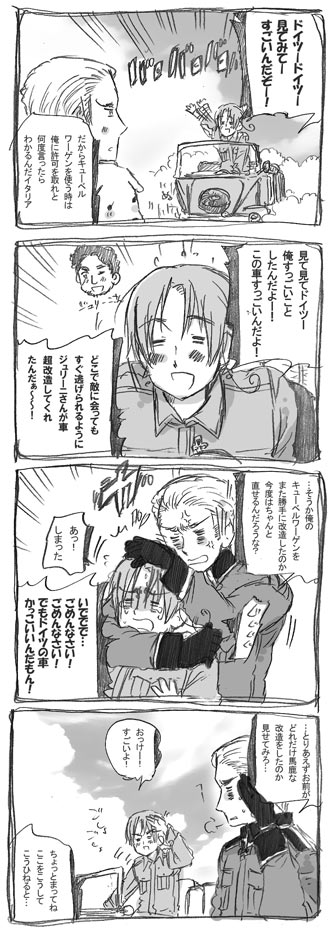 ドイツードイツー
見てみてー
すごいんだぞー!
だからキューベル
ワーゲンを使う時は
俺に許可を取れと
何度言ったら
わかるんだイタリア
見て見てドイツー
俺すっごいこと
したんだよーー!
この車すっごいんだよ!
ジュリーニ
どこで敵に会っても
すぐ逃げられるように
ジュリーニさんが車
超改造してくれ
たんだぁ〜〜〜!
…そうか俺の
キューベルワーゲンを
また勝手に改造したのか
今度はちゃんと
直せるんだろうな?
あっ!
しまった
いででで…
ごめんなさい!
ごめんなさい!
でもドイツの車
かっこいいんだもん!
…とりあえずお前が
どれだけ馬鹿な
改造をしたのか
見せてみろ…
おっけー!
すごいよ!
ちょっとまってね
ここをこうして
こうひねると…